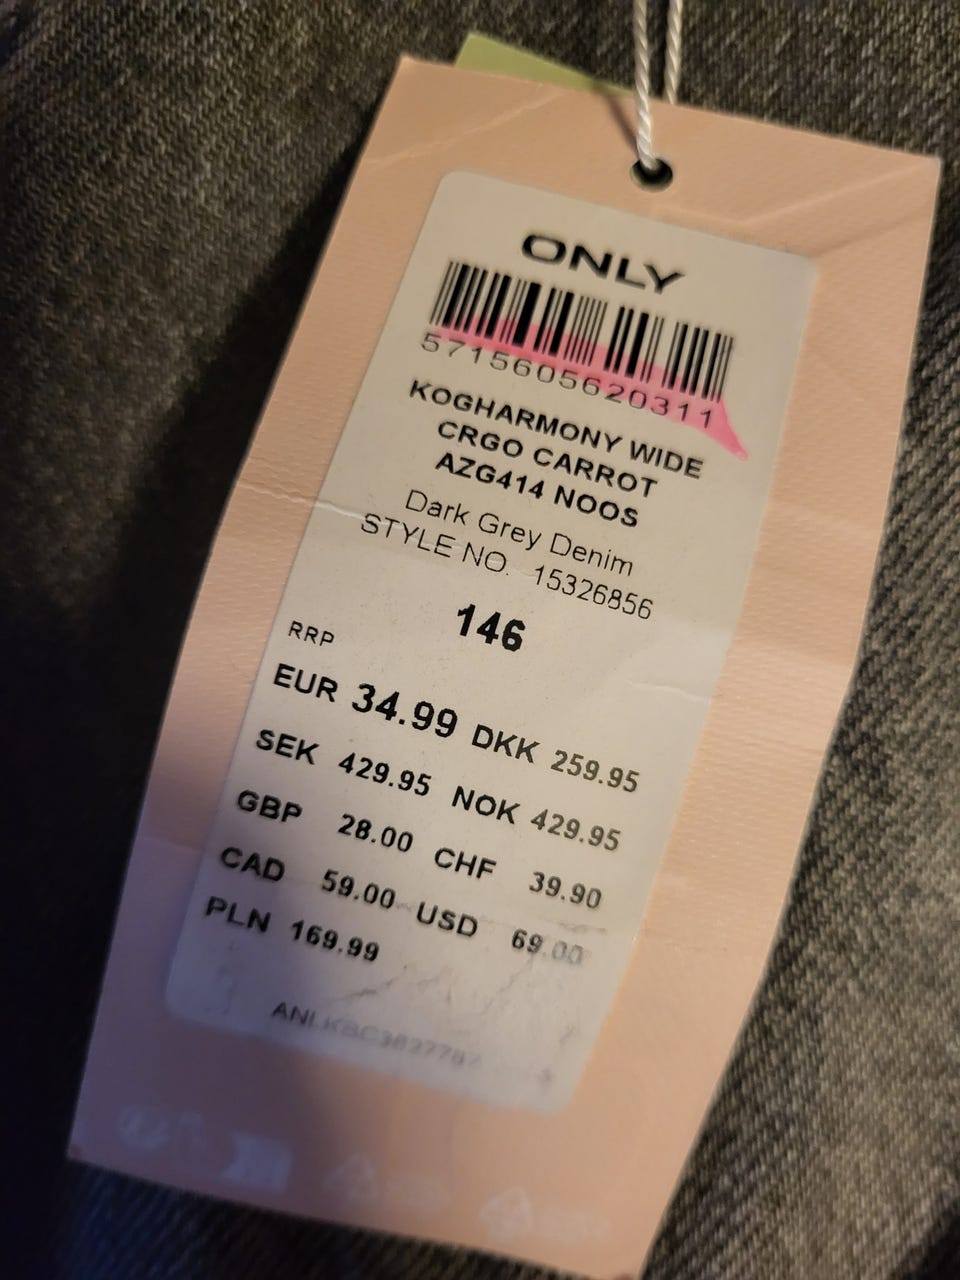 ONLY
5715605620311
KOGHARMONY WIDE
CRGO CARROT
AZG414 NOOS
Dark Grey Denim
STYLE NO. 15326856
146
RRP
EUR 34.99 DKK 259.95
SEK 429.95 NOK 429.95
GBP 28.00 CHF 39.90
CAD 59.00 USD 69.00
PLN 169.99